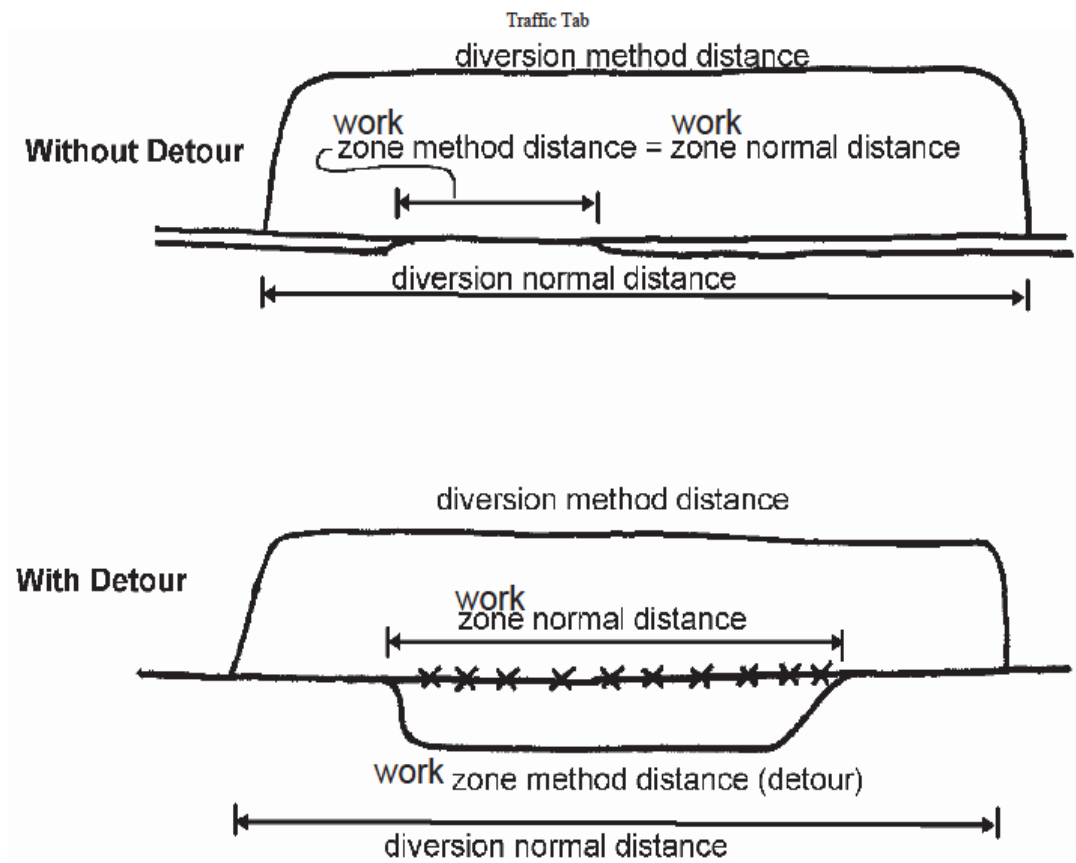 Traffic Tab
diversion method distance
Without Detour
work work
zone method distance = zone normal distance
diversion normal distance
diversion method distance
With Detour
work
zone normal distance
work zone method distance (detour)
diversion normal distance